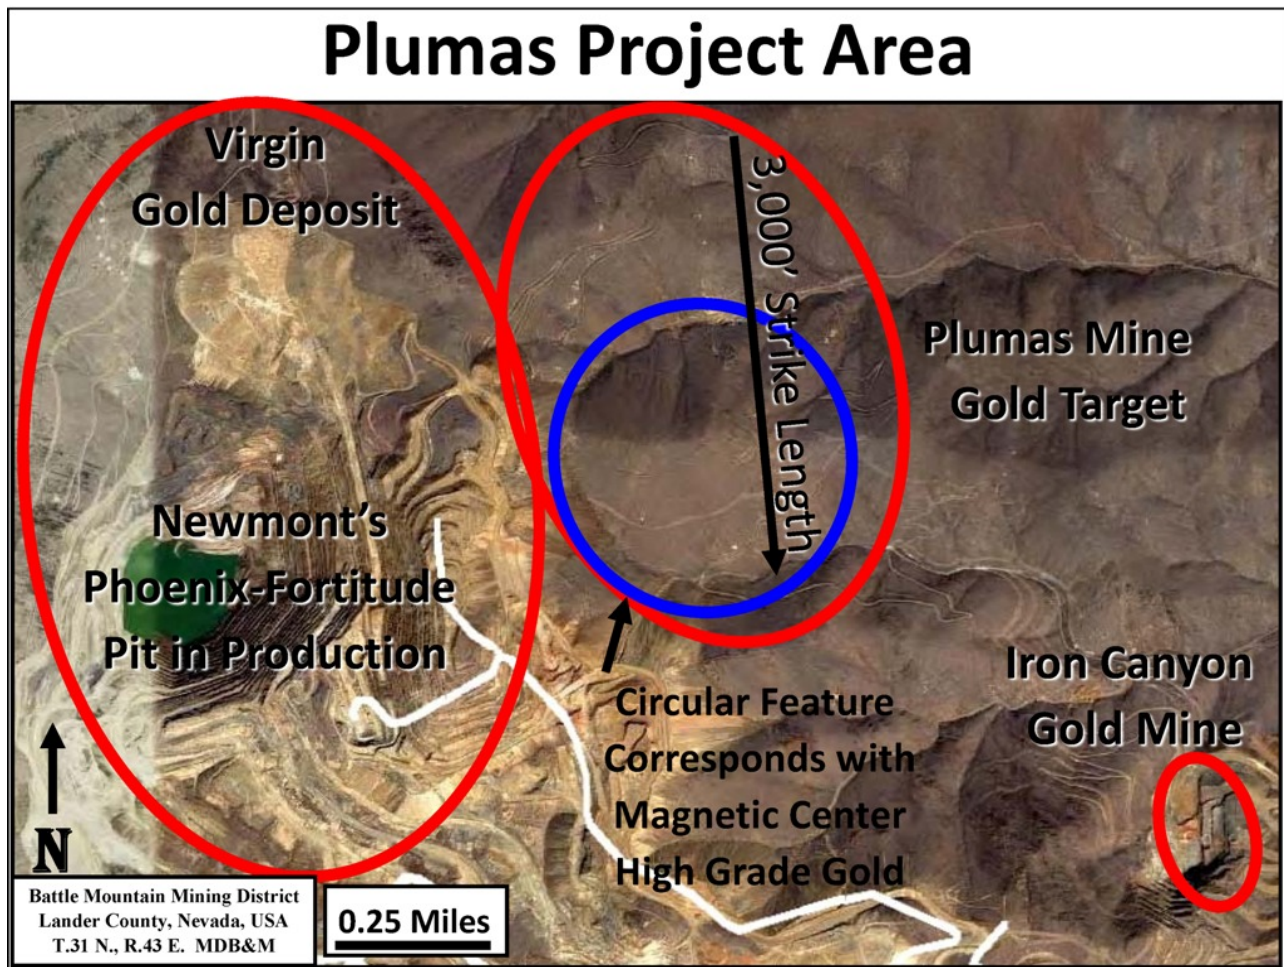 Plumas Project Area
Virgin
Gold Deposit
3,000’ Strike Length
Plumas Mine
Gold Target
Newmont’s
Phoenix-Fortitude
Pit in Production
Iron Canyon
Gold Mine
Circular Feature
Corresponds with
Magnetic Center
High Grade Gold
N
Battle Mountain Mining District
Lander County, Nevada, USA
T.31 N., R.43 E. MDB&M
0.25 Miles